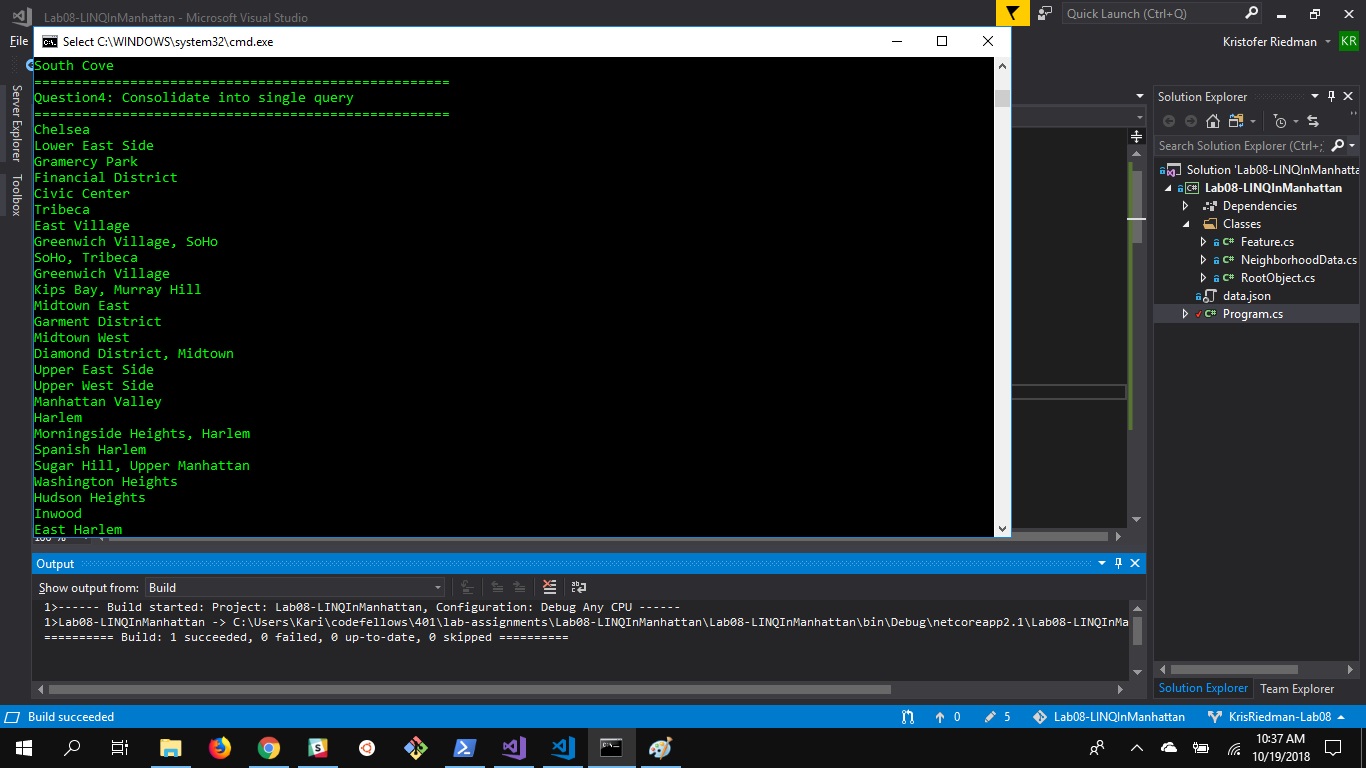 Lab08-LINQInManhattan - Microsoft Visual Studio
Quick Launch (Ctrl+Q)
File
Kristofer Riedman
KR
Select C:\WINDOWS\system32\cmd.exe
South Cove
====================================================
Question4: Consolidate into single query
====================================================
Chelsea
Lower East Side
Gramercy Park
Financial District
Civic Center
Tribeca
East Village
Greenwich Village, SoHo
SoHo, Tribeca
Greenwich Village
Kips Bay, Murray Hill
Midtown East
Garment District
Midtown West
Diamond District, Midtown
Upper East Side
Upper West Side
Manhattan Valley
Harlem
Morningside Heights, Harlem
Spanish Harlem
Sugar Hill, Upper Manhattan
Washington Heights
Hudson Heights
Inwood
East Harlem
Server Explorer
Toolbox
Solution Explorer
Search Solution Explorer (Ctrl+;
Solution 'Lab08-LINQInManhatta
Lab08-LINQInManhattan
Dependencies
Classes
Feature.cs
NeighborhoodData.cs
RootObject.cs
data.json
Program.cs
Solution Explorer
Team Explorer
100 %
Output
Show output from:
Build
1>------ Build started: Project: Lab08-LINQInManhattan, Configuration: Debug Any CPU ------
1>Lab08-LINQInManhattan -> C:\Users\Kari\codefellows\401\lab-assignments\Lab08-LINQInManhattan\Lab08-LINQInManhattan\bin\Debug\netcoreapp2.1\Lab08-LINQInMa
========== Build: 1 succeeded, 0 failed, 0 up-to-date, 0 skipped ==========
Build succeeded
0
5
Lab08-LINQInManhattan
KrisRiedman-Lab08
10:37 AM
10/19/2018